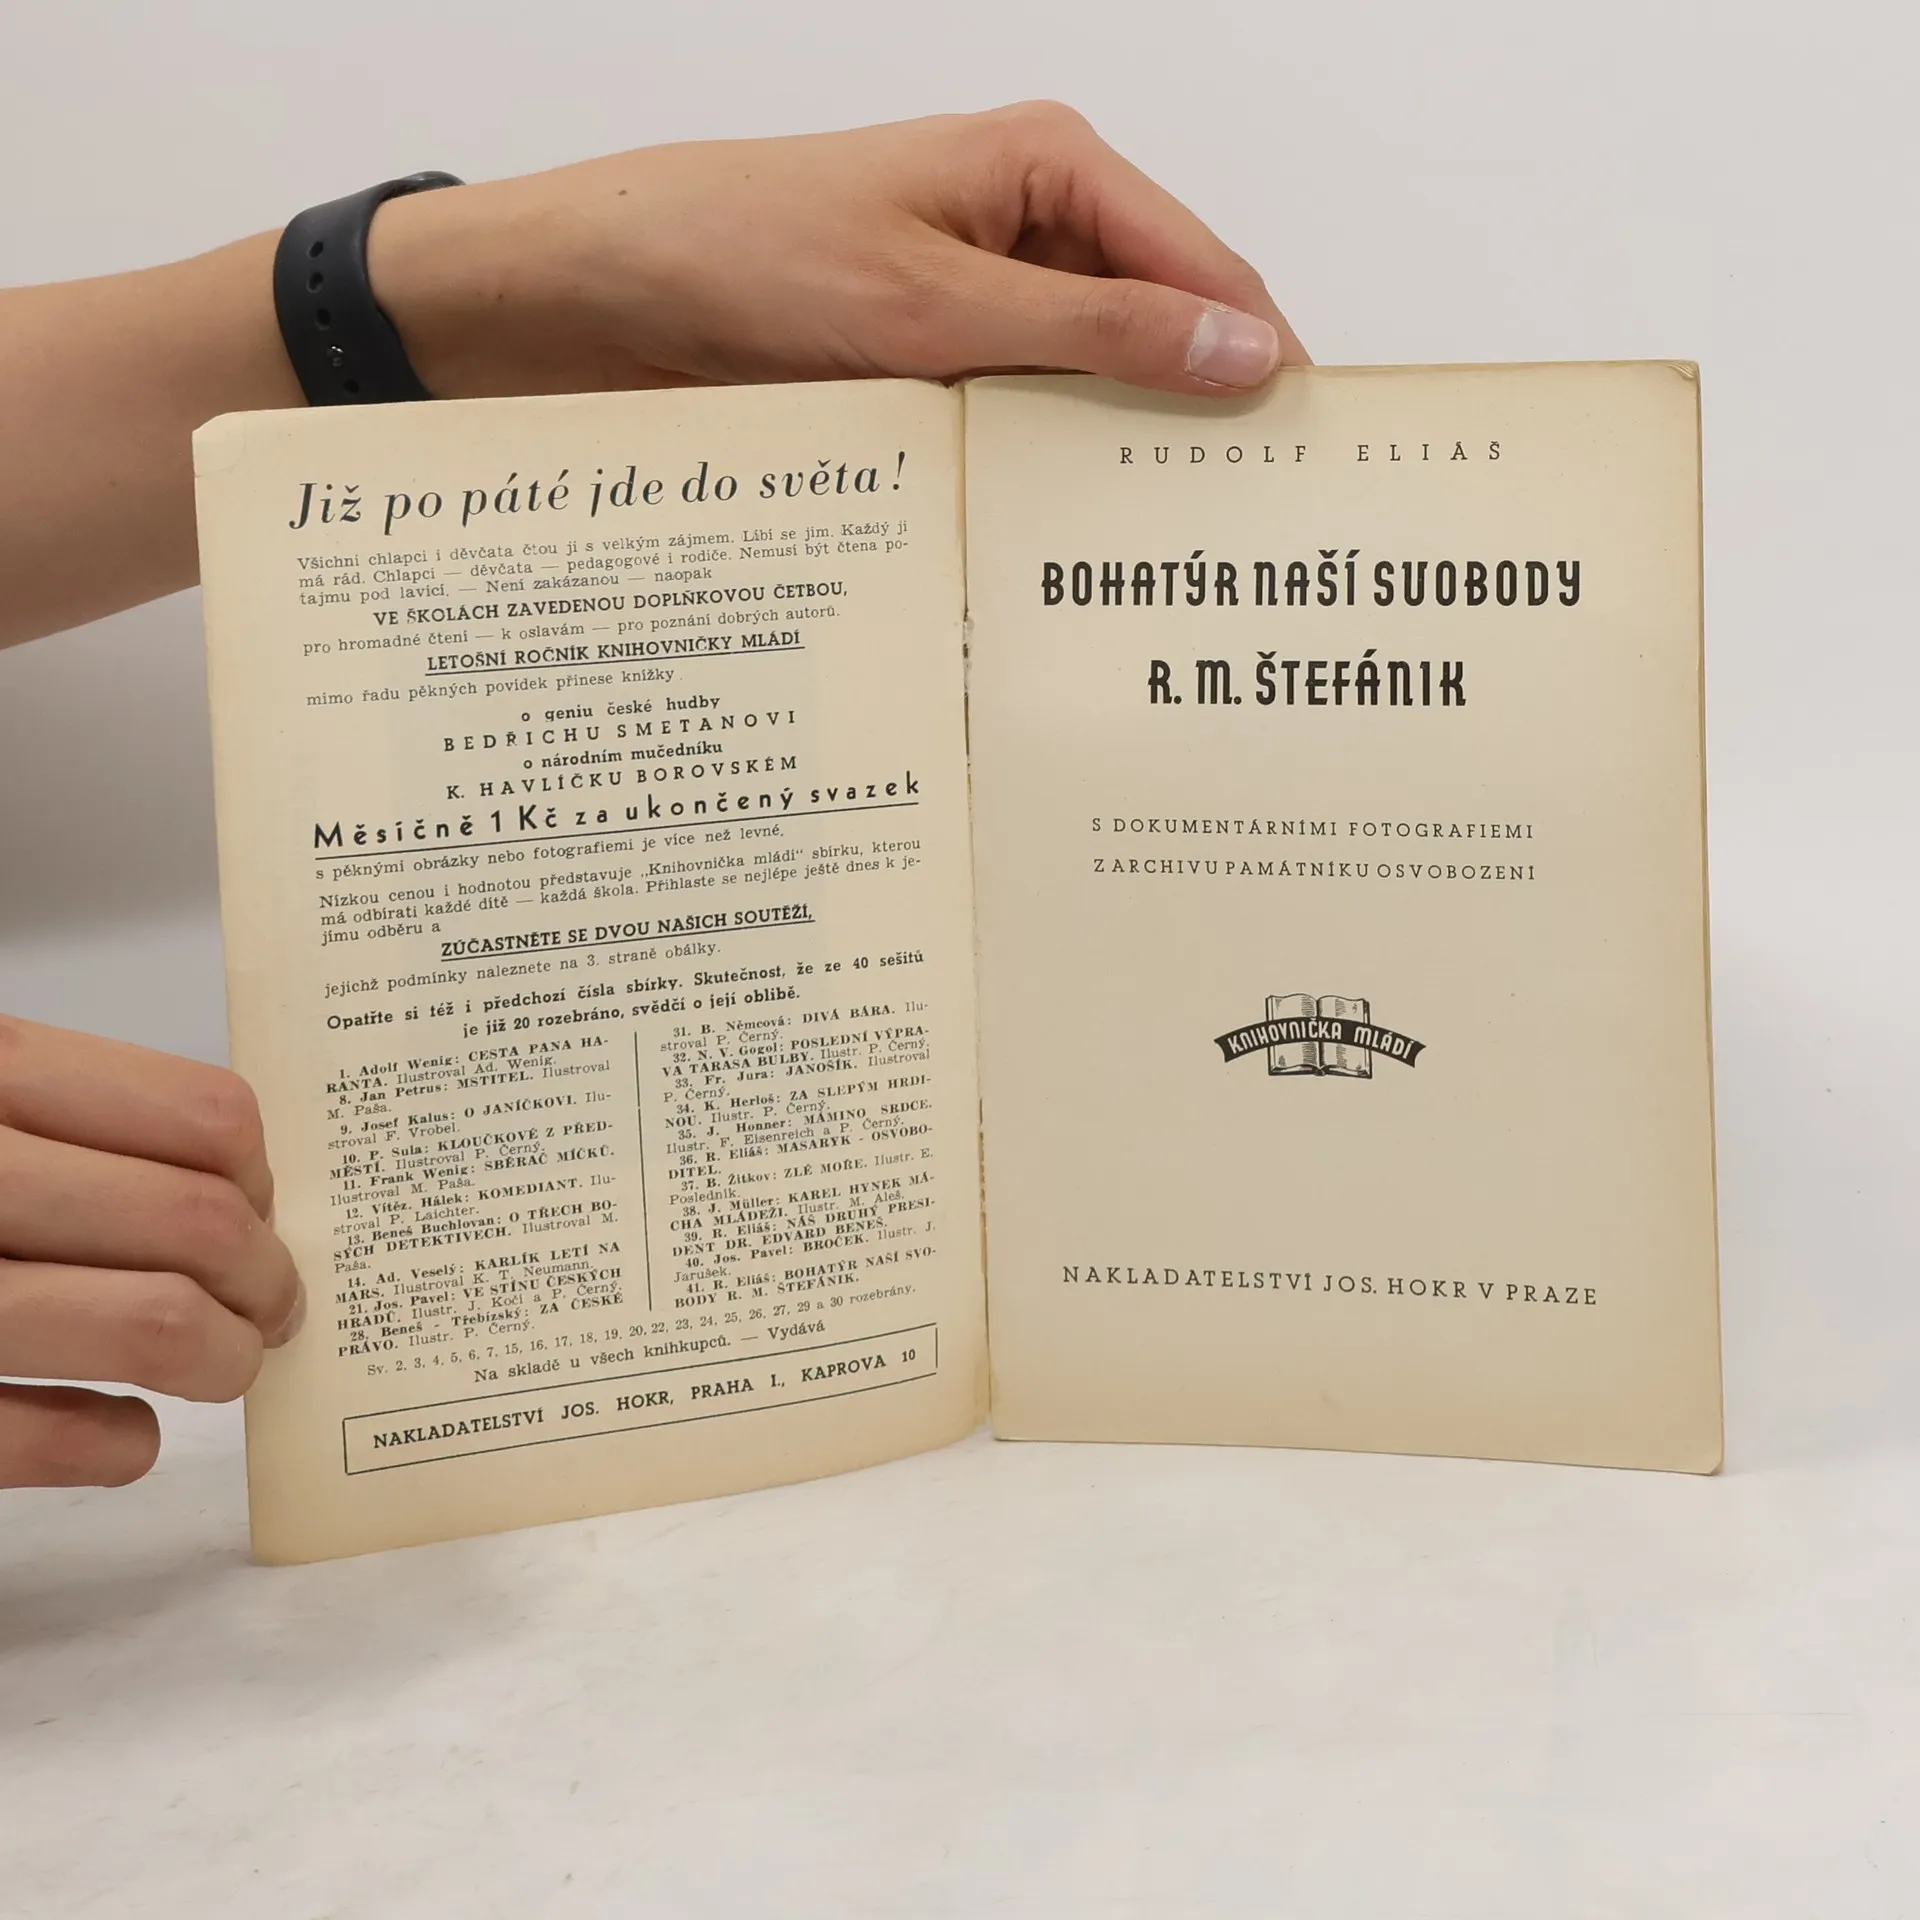 Již po páté jde do světa!
Všichni chlapci i děvčata čtou ji s velkým zájmem. Líbí se jim. Každý ji
má rád. Chlapci — děvčata — pedagogové i rodiče. Nemusí být čtena po-
tajmu pod lavicí. — Není zakázanou — naopak
VE ŠKOLÁCH ZAVEDENOU DOPLŇKOVOU ČETBOU,
pro hromadné čtení — k oslavám — pro poznání dobrých autorů.
LETOŠNÍ ROČNÍK KNIHOVNIČKY MLÁDÍ
mimo řadu pěkných povídek přinese knížky
o geniu české hudby
BEDŘICHU SMETANOVI
o národním mučedníku
K. HAVLÍČKU BOROVSKÉM
Měsíčně 1 Kč za ukončený svazek
s pěknými obrázky nebo fotografiemi je více než levné.
Nízkou cenou i hodnotou představuje „Knihovnička mládí“ sbírku, kterou
má odbírati každé dítě — každá škola. Přihlaste se nejlépe ještě dnes k je-
jímu odběru a
ZÚČASTNĚTE SE DVOU NAŠICH SOUTĚŽÍ,
jejichž podmínky naleznete na 3. straně obálky.
Opatřte si též i předchozí čísla sbírky. Skutečnost, že ze 40 sešitů
je již 20 rozebráno, svědčí o její oblibě.
1. Adolf Wenig: CESTA PANA HA-
RANTA. Ilustroval Ad. Wenig.
8. Jan Petrus: MSTITEL. Ilustroval
M. Paša.
9. Josef Kalus: O JANÍČKOVI. Ilu-
stroval F. Vrobel.
10. P. Sula: KLOUČKOVÉ Z PŘED-
MĚSTÍ. Ilustroval P. Černý.
11. Frank Wenig: SBĚRAČ MÍČKŮ.
Ilustroval M. Paša.
12. Vítěz. Hálek: KOMEDIANT. Ilu-
stroval P. Laichter.
13. Beneš Buchlovan: O TŘECH BO-
SÝCH DETEKTIVECH. Ilustroval M.
Paša.
14. Ad. Veselý: KARLÍK LETÍ NA
MARS. Ilustroval K. T. Neumann.
21. Jos. Pavel: VE STÍNU ČESKÝCH
HRADŮ. Ilustr. J. Kočí a P. Černý.
28. Beneš - Třebízský: ZA ČESKÉ
PRÁVO. Ilustr. P. Černý.
31. B. Němcová: DIVÁ BÁRA. Ilu-
stroval P. Černý.
32. N. V. Gogol: POSLEDNÍ VÝPRA-
VA TARASA BULBY. Ilustr. P. Černý.
33. Fr. Jura: JANOŠÍK. Ilustroval
P. Černý.
34. K. Herloš: ZA SLEPÝM HRDI-
NOU. Ilustr. P. Černý.
35. J. Honner: MÁMINO SRDCE.
Ilustr. F. Eisenreich a P. Černý.
36. R. Eliáš: MASARYK - OSVOBO-
DITEL.
37. B. Žitkov: ZLÉ MOŘE. Ilustr. E.
Posledník.
38. J. Müller: KAREL HYNEK MÁ-
CHA MLÁDEŽI. Ilustr. M. Aleš.
39. R. Eliáš: NÁŠ DRUHÝ PRESI-
DENT DR. EDVARD BENEŠ.
40. Jos. Pavel: BROČEK. Ilustr. J.
Jarušek.
41. R. Eliáš: BOHATÝR NAŠÍ SVO-
BODY R. M. ŠTEFÁNIK.
Sv. 2, 3, 4, 5, 6, 7, 15, 16, 17, 18, 19, 20, 22, 23, 24, 25, 26, 27, 29 a 30 rozebrány.
Na skladě u všech knihkupců. — Vydává
NAKLADATELSTVÍ JOS. HOKR, PRAHA I., KAPROVA 10
RUDOLF ELIÁŠ
BOHATÝR NAŠÍ SVOBODY
R. M. ŠTEFÁNIK
S DOKUMENTÁRNÍMI FOTOGRAFIEMI
Z ARCHIVU PAMÁTNÍKU OSVOBOZENÍ
KNIHOVNIČKA MLÁDÍ
NAKLADATELSTVÍ JOS. HOKR V PRAZE